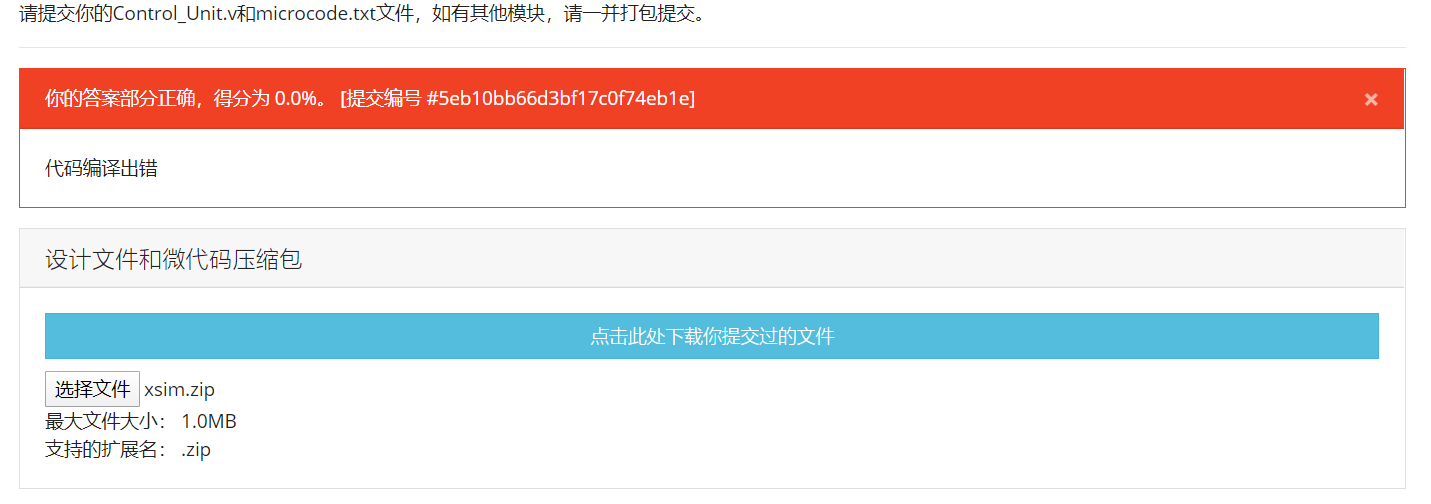 请提交你的Control_Unit.v和microcode.txt文件，如有其他模块，请一并打包提交。
你的答案部分正确，得分为 0.0%。 [提交编号 #5eb10bb66d3bf17c0f74eb1e]
×
代码编译出错
设计文件和微代码压缩包
点击此处下载你提交过的文件
选择文件 xsim.zip
最大文件大小： 1.0MB
支持的扩展名： .zip